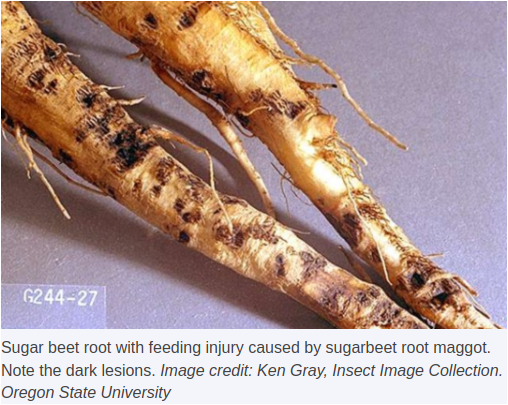 G244-27
Sugar beet root with feeding injury caused by sugarbeet root maggot.
Note the dark lesions. Image credit: Ken Gray, Insect Image Collection.
Oregon State University